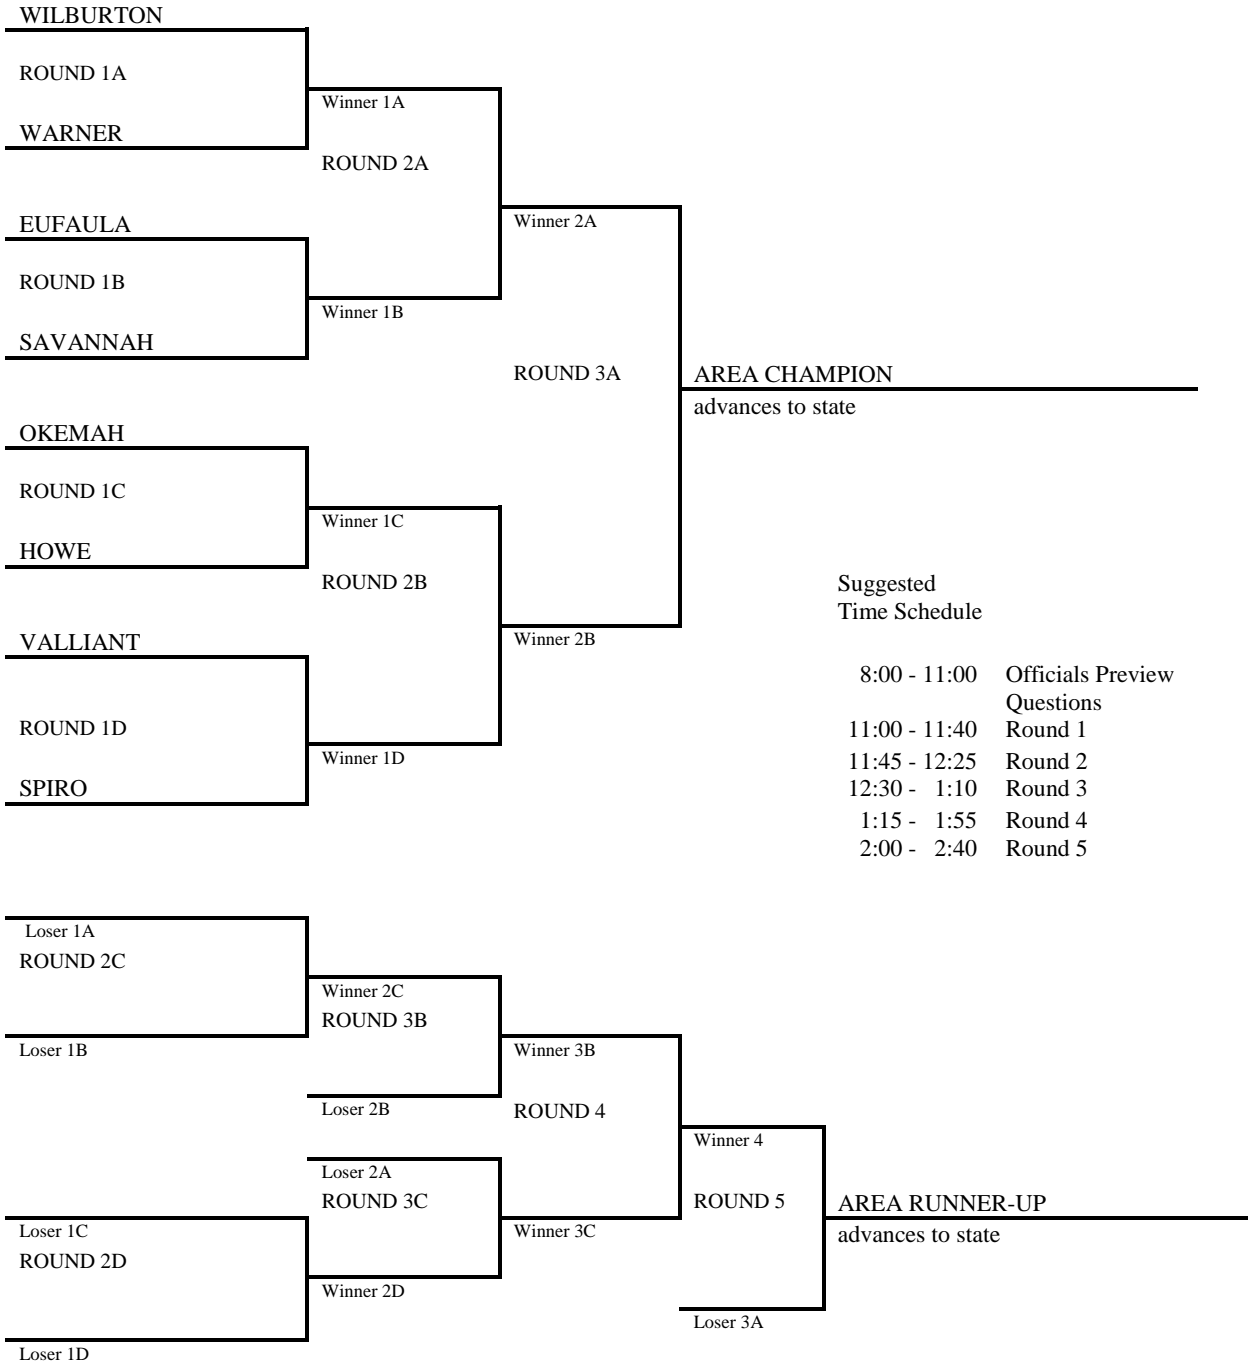 WILBURTON
ROUND 1A
Winner 1A
WARNER
ROUND 2A
EUFAULA
Winner 2A
ROUND 1B
Winner 1B
SAVANNAH
ROUND 3A
AREA CHAMPION
advances to state
OKEMAH
ROUND 1C
Winner 1C
HOWE
ROUND 2B
VALLIANT
Winner 2B
ROUND 1D
Winner 1D
SPIRO
Suggested
Time Schedule
8:00 - 11:00 Officials Preview
Questions
11:00 - 11:40 Round 1
11:45 - 12:25 Round 2
12:30 - 1:10 Round 3
1:15 - 1:55 Round 4
2:00 - 2:40 Round 5
Loser 1A
ROUND 2C
Winner 2C
ROUND 3B
Loser 1B
Winner 3B
Loser 2B
ROUND 4
Winner 4
Loser 2A
ROUND 3C
ROUND 5
AREA RUNNER-UP
advances to state
Loser 1C
Winner 3C
ROUND 2D
Winner 2D
Loser 3A
Loser 1D